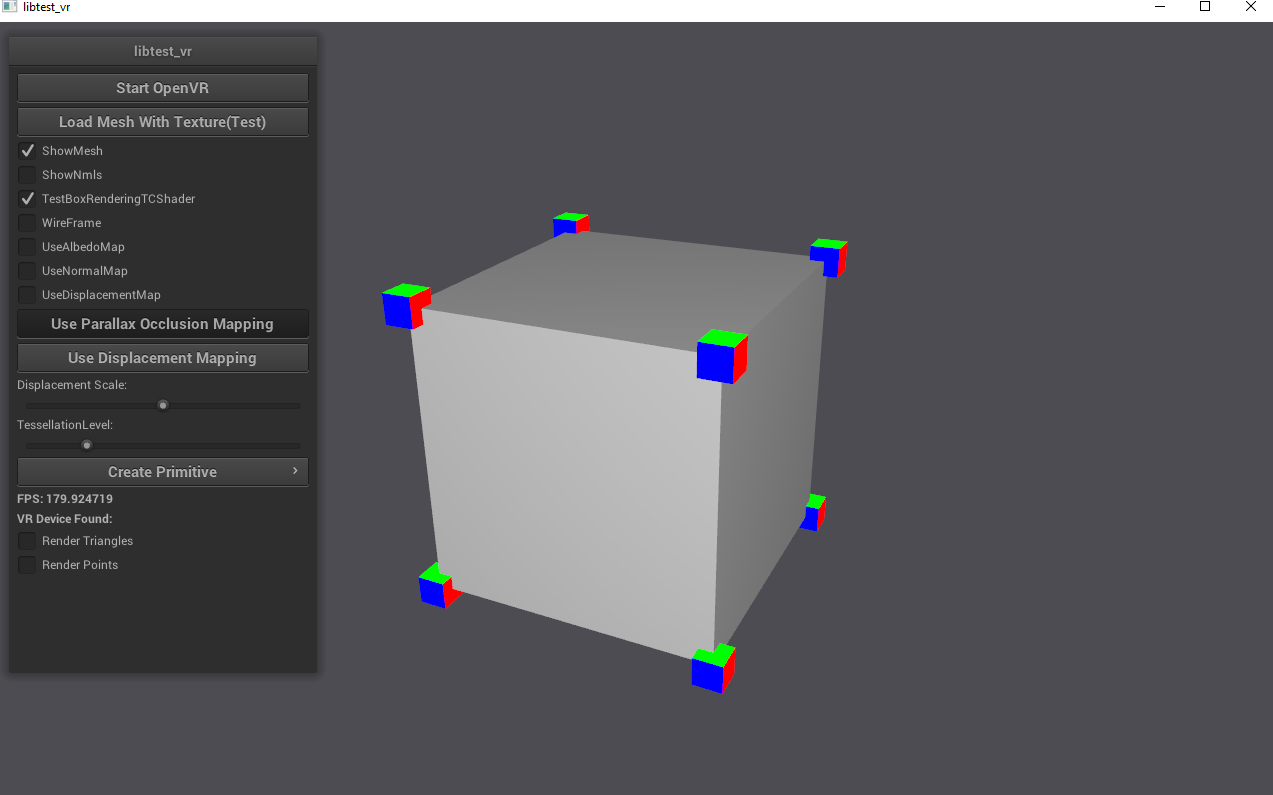 libtest_vr
libtest_vr
Start OpenVR
Load Mesh With Texture(Test)
ShowMesh
ShowNmls
TestBoxRenderingTCShader
WireFrame
UseAlbedoMap
UseNormalMap
UseDisplacementMap
Use Parallax Occlusion Mapping
Use Displacement Mapping
Displacement Scale:
TessellationLevel:
Create Primitive
FPS: 179.924719
VR Device Found:
Render Triangles
Render Points